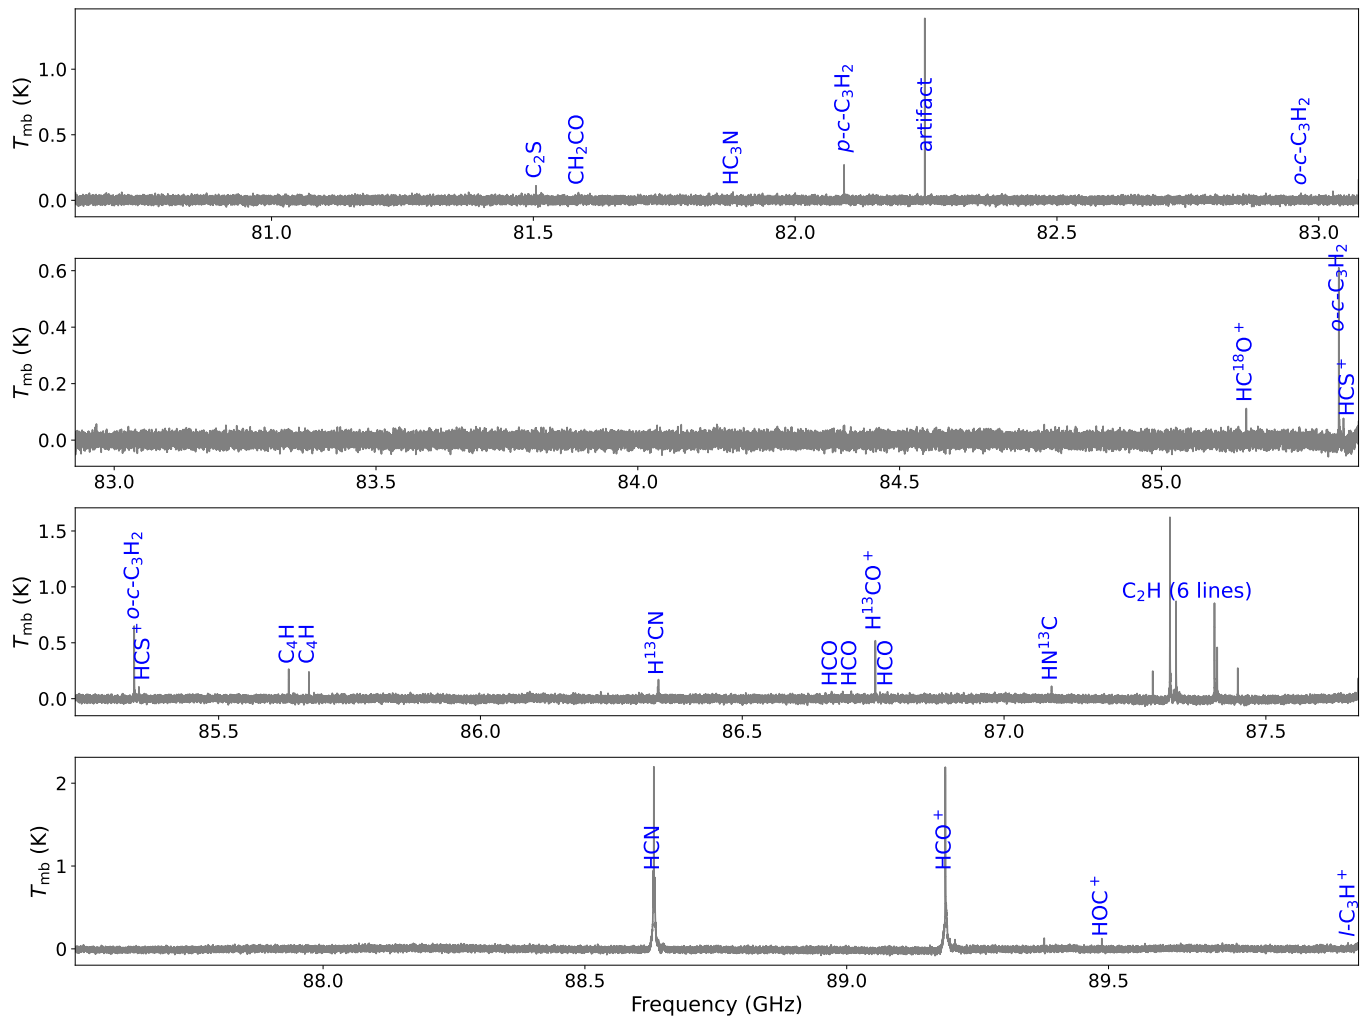 T_mb (K)
1.0
0.5
0.0
C₂S
CH₂CO
HC₃N
p-c-C₃H₂
artifact
o-c-C₃H₂
81.0 81.5 82.0 82.5 83.0
T_mb (K)
0.6
0.4
0.2
0.0
HC¹⁸O⁺
o-c-C₃H₂
HCS⁺
83.0 83.5 84.0 84.5 85.0
T_mb (K)
1.5
1.0
0.5
0.0
o-c-C₃H₂
HCS⁺
C₄H
C₄H
H¹³CN
HCO
HCO
H¹³CO⁺
HCO
HN¹³C
C₂H (6 lines)
85.5 86.0 86.5 87.0 87.5
T_mb (K)
2
1
0
HCN
HCO⁺
HOC⁺
l-C₃H⁺
88.0 88.5 89.0 89.5
Frequency (GHz)